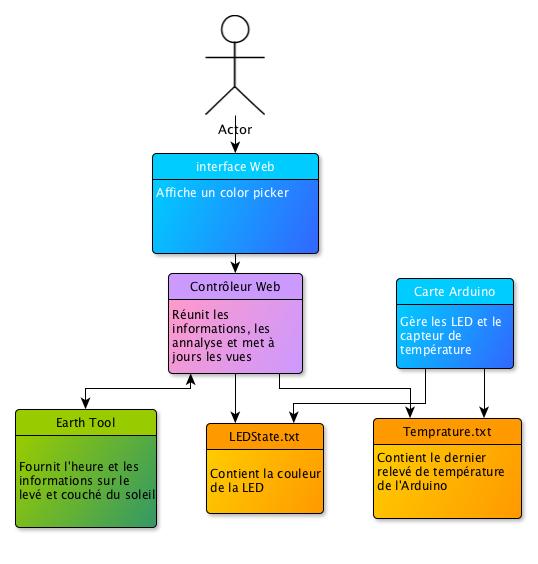 Actor
interface Web
Affiche un color picker
Contrôleur Web
Réunit les
informations, les
annalyse et met à
jours les vues
Carte Arduino
Gère les LED et le
capteur de
température
Earth Tool
Fournit l'heure et les
informations sur le
levé et couché du soleil
LEDState.txt
Contient la couleur
de la LED
Temprature.txt
Contient le dernier
relevé de température
de l'Arduino